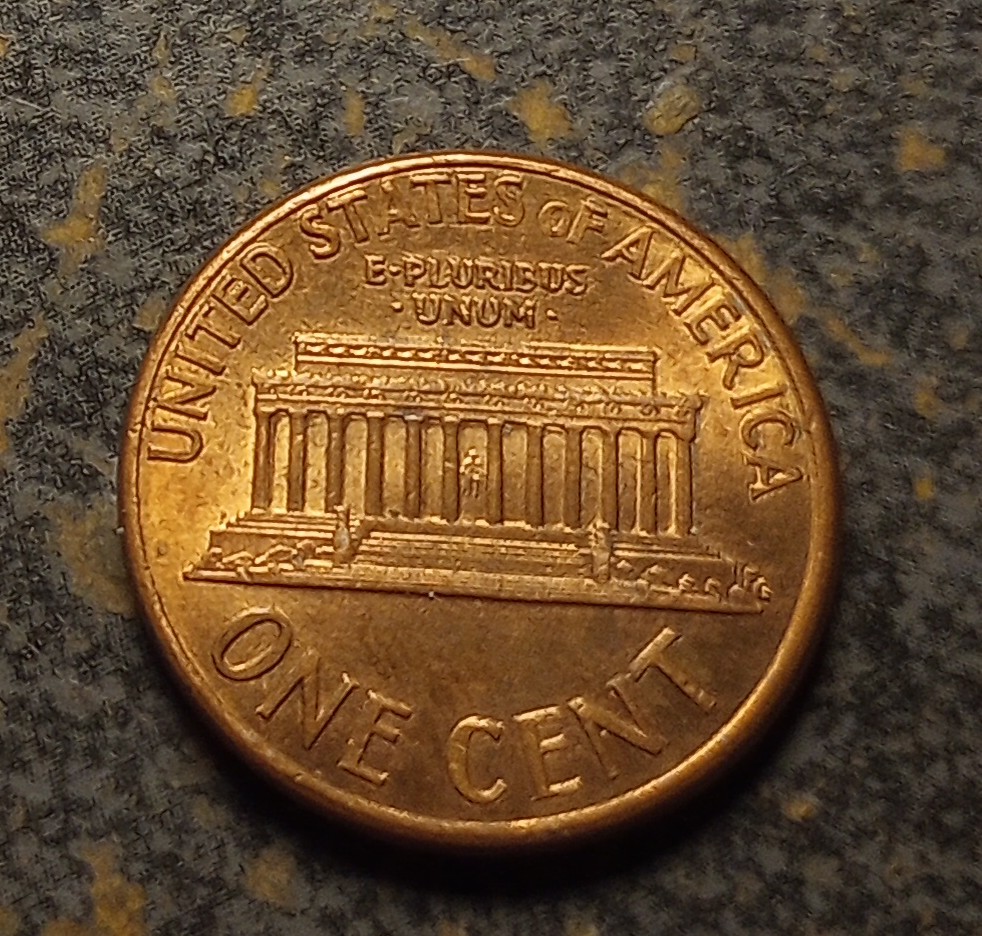 UNITED STATES oF AMERICA
E·PLURIBUS
·UNUM·
ONE CENT